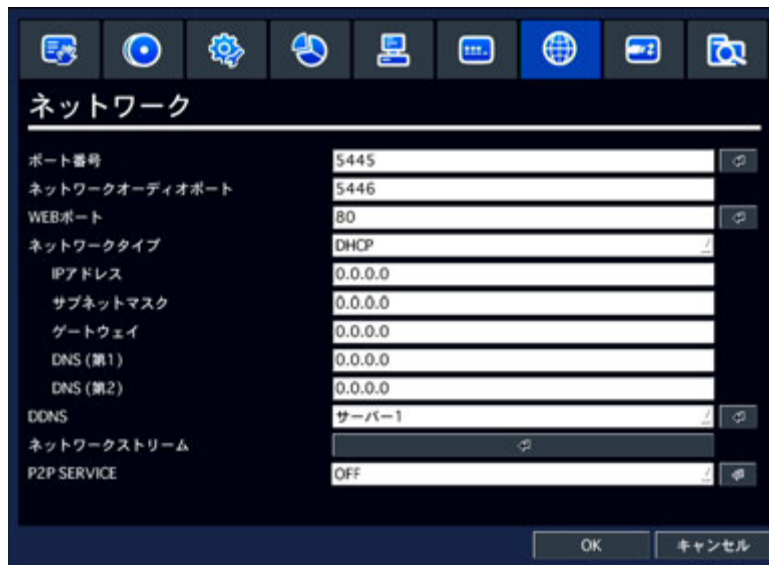 ネットワーク
ポート番号 5445
ネットワークオーディオポート 5446
WEBポート 80
ネットワークタイプ DHCP
IPアドレス 0.0.0.0
サブネットマスク 0.0.0.0
ゲートウェイ 0.0.0.0
DNS (第1) 0.0.0.0
DNS (第2) 0.0.0.0
DDNS サーバー1
ネットワークストリーム
P2P SERVICE OFF
OK キャンセル